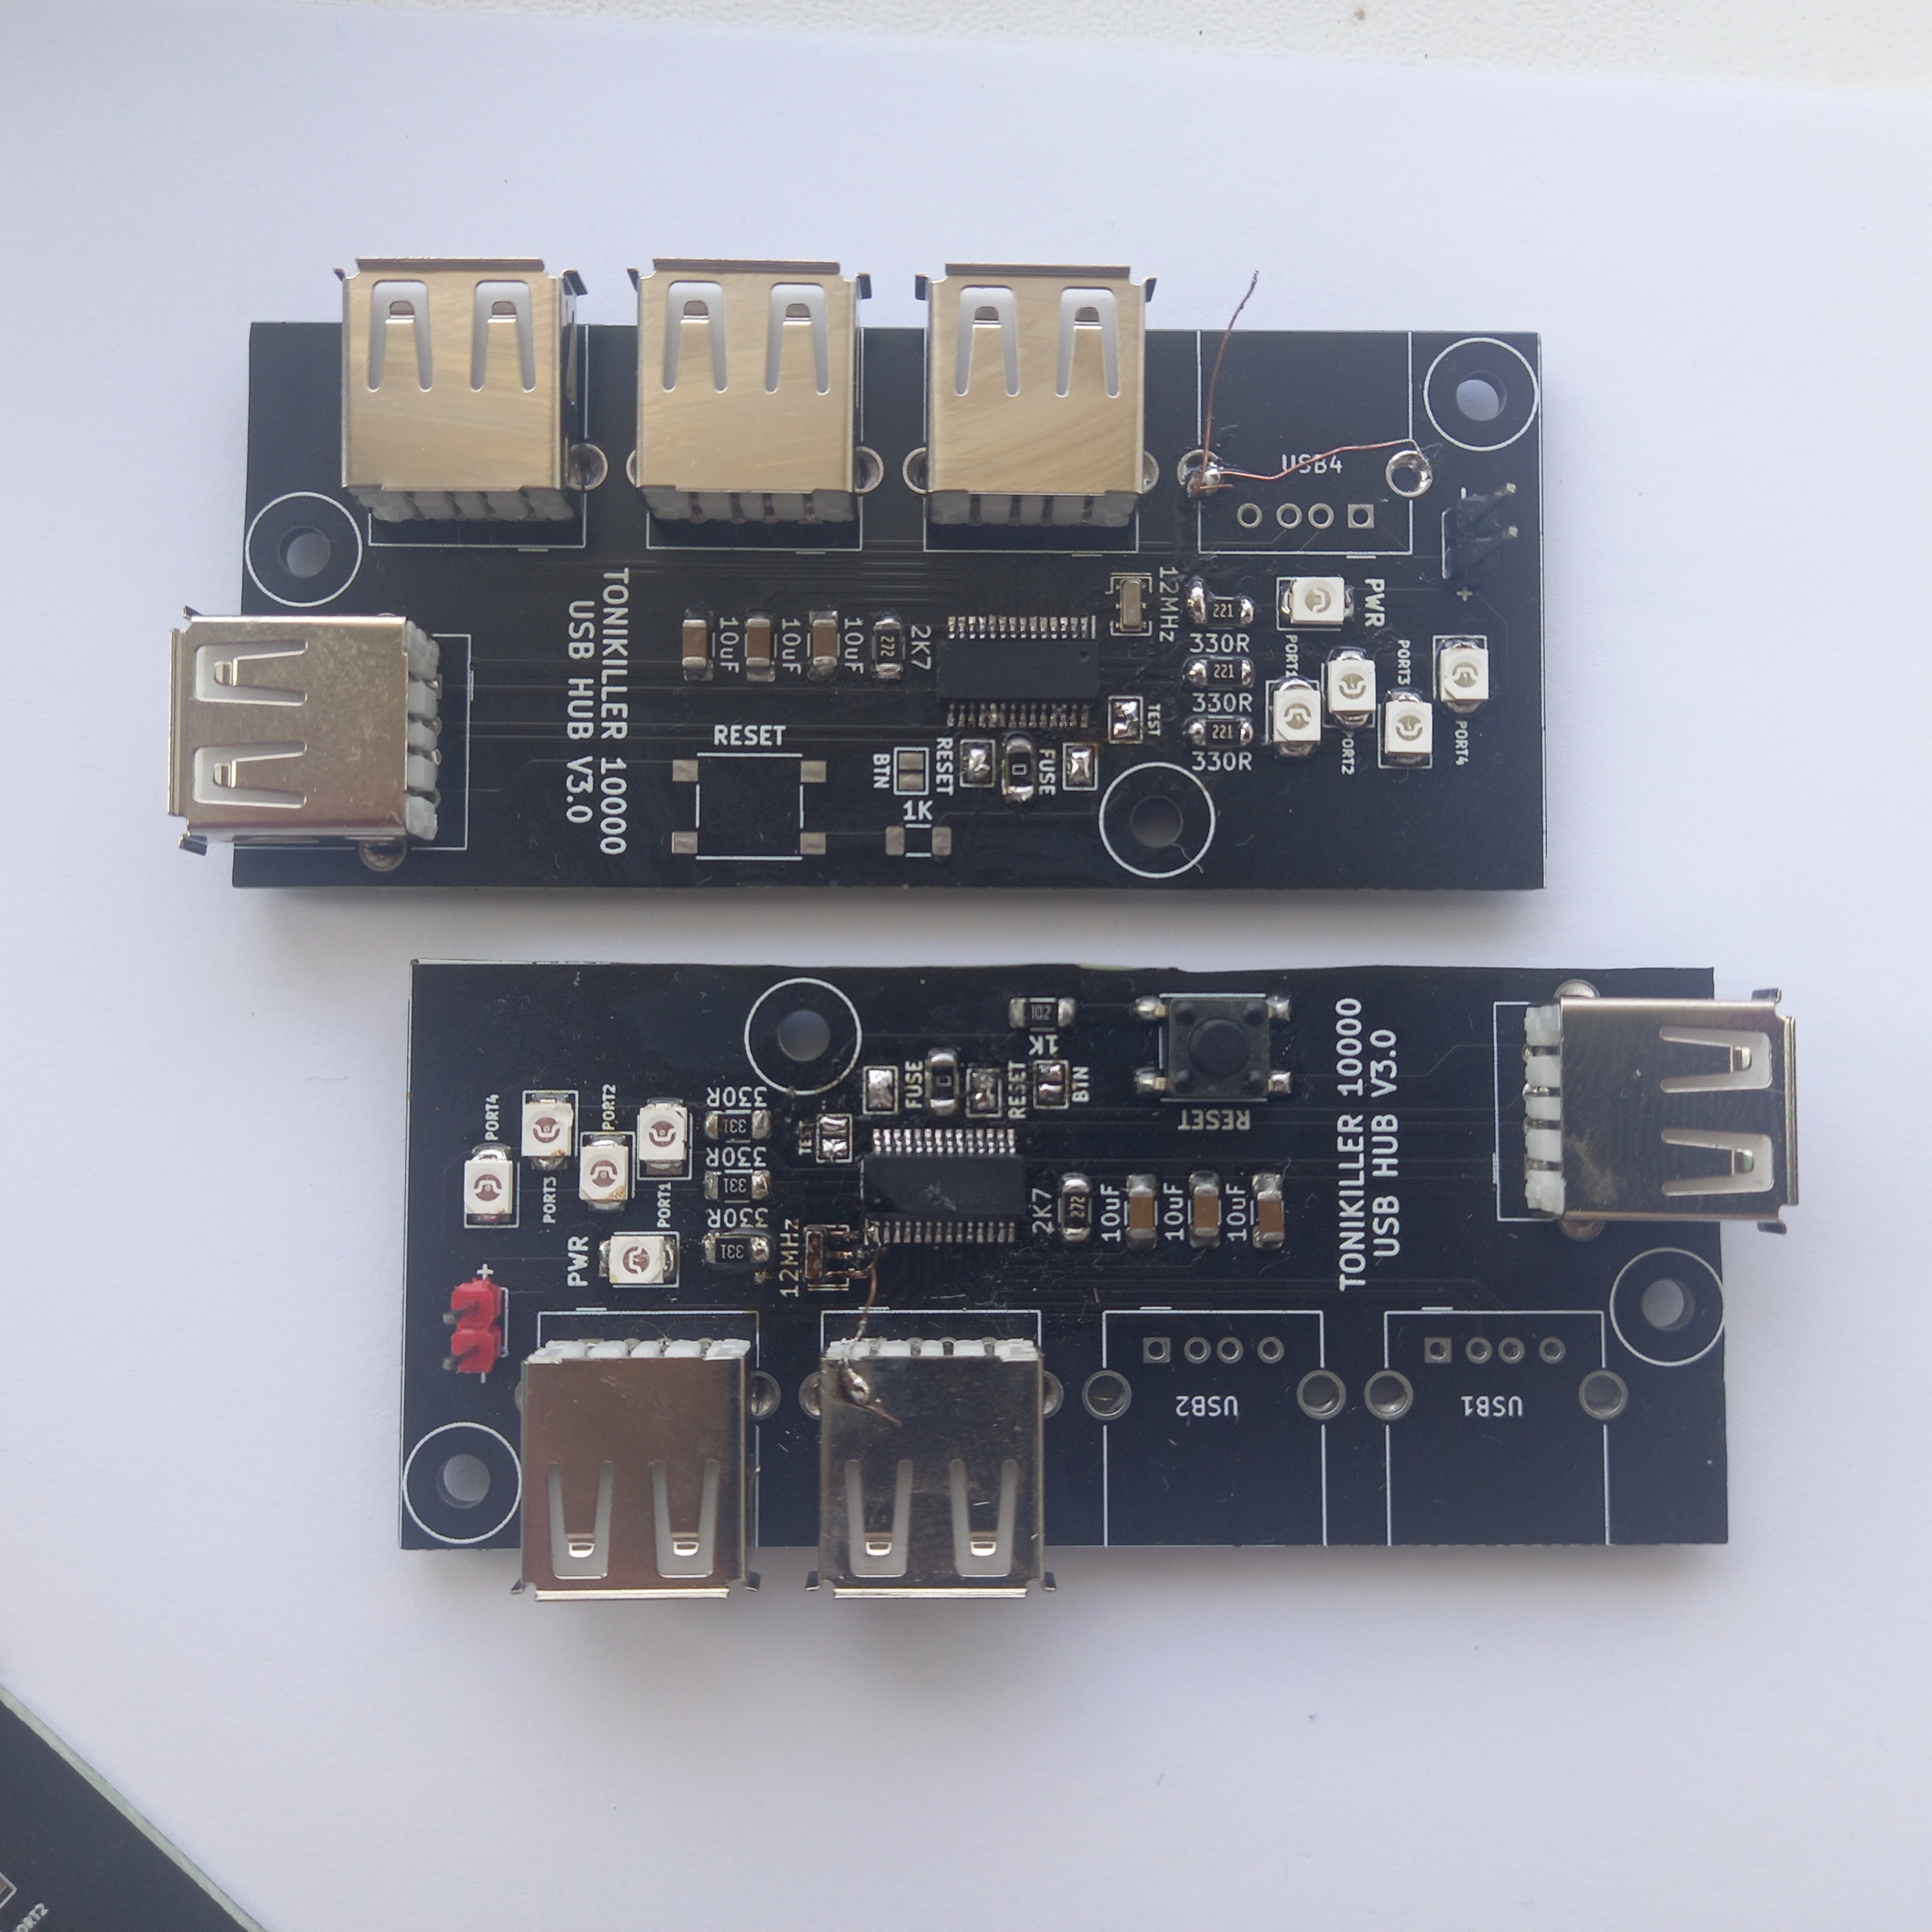 PORT2
PORT4
PORT3
PWR
PORT2
PORT1
331
331
331
330R
330R
330R
12MHz
TEST
FUSE
RESET
2K7
1K
102
272
BTN
10uF
10uF
USB2
RESET
10uF
TONIKILLER 10000
USB HUB V3.0
USB1
+
-
TONIKILLER 10000
USB HUB V3.0
RESET
10uF
10uF
10uF
BTN
272
1K
2K7
RESET
FUSE
TEST
12MHz
330R
330R
330R
221
221
221
PORT1
USB4
PORT2
PWR
PORT3
PORT4
+
-